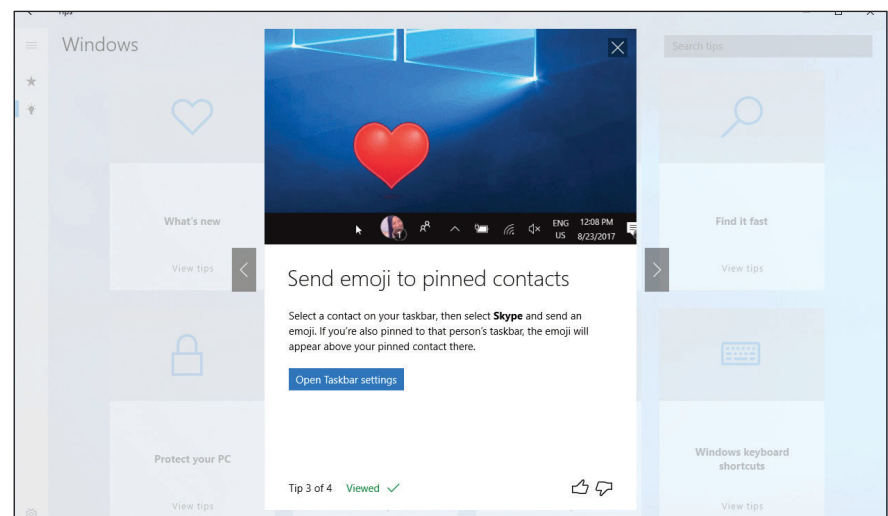 Tips
Windows
Search tips
What's new
View tips
Find it fast
View tips
ENG 12:08 PM
US 8/23/2017
Send emoji to pinned contacts
Select a contact on your taskbar, then select Skype and send an
emoji. If you're also pinned to that person's taskbar, the emoji will
appear above your pinned contact there.
Open Taskbar settings
Protect your PC
View tips
Windows keyboard
shortcuts
View tips
Tip 3 of 4 Viewed